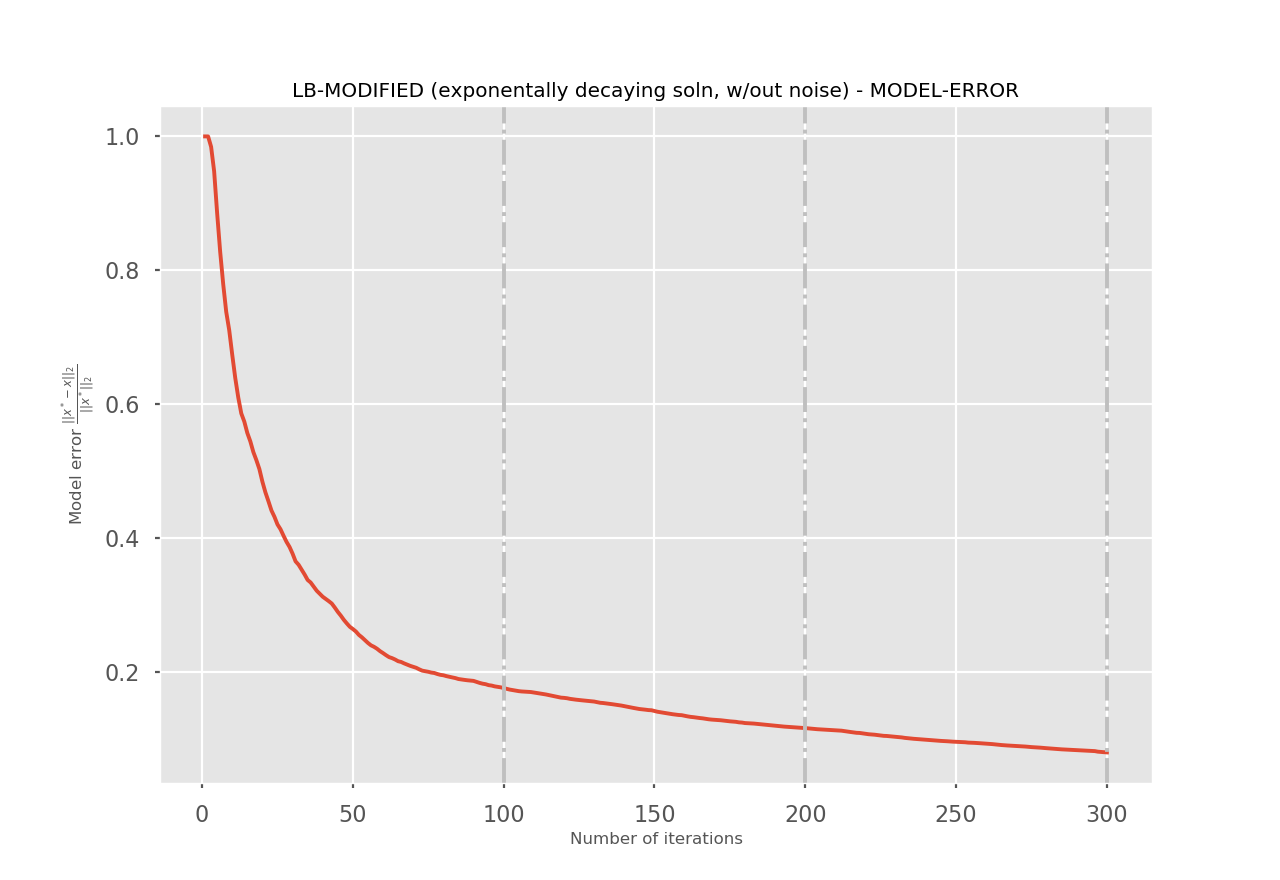 LB-MODIFIED (exponentially decaying soln, w/out noise) - MODEL-ERROR
Model error ||x* − x||₂ / ||x*||₂
1.0
0.8
0.6
0.4
0.2
0 50 100 150 200 250 300
Number of iterations